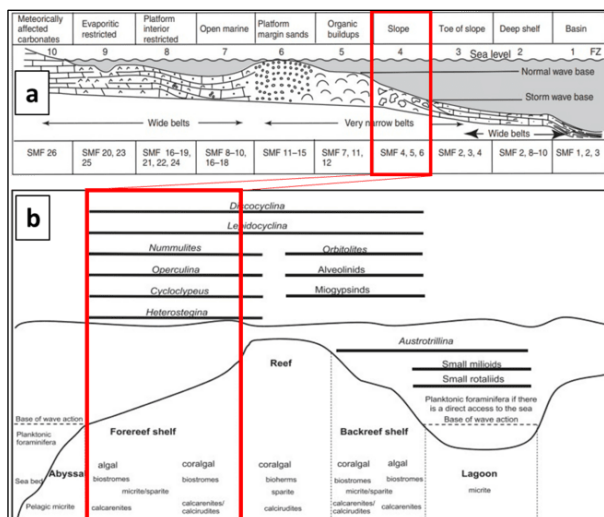 a
Meteorically affected carbonates
Evaporitic restricted
Platform interior restricted
Open marine
Platform margin sands
Organic buildups
Slope
Toe of slope
Deep shelf
Basin
10 9 8 7 6 5 4 3 2 1 FZ
Sea level
Normal wave base
Storm wave base
Wide belts
Very narrow belts
Wide belts
SMF 26
SMF 20, 23 25
SMF 16–19, 21, 22, 24
SMF 8–10, 16–18
SMF 11–15
SMF 7, 11, 12
SMF 4, 5, 6
SMF 2, 3, 4
SMF 2, 8–10
SMF 1, 2, 3
b
Discocyclina
Lepidocyclina
Nummulites
Orbitolites
Operculina
Alveolinids
Cycloclypeus
Miogypsinds
Heterostegina
Austrotrillina
Reef
Small milioids
Small rotaliids
Planktonic foraminifera if there is a direct access to the sea
Base of wave action
Base of wave action
Planktonic foraminifera
Forereef shelf
Backreef shelf
Sea bed
Abyssal
Lagoon
algal
coralgal
coralgal
coralgal
algal
biostromes
biostromes
bioherms
biostromes
biostromes
micrite
micrite/sparite
sparite
micrite/sparite
Pelagic micrite
calcarenites
calcarenites/ calcirudites
calcirudites
calcarenites/ calcirudites
calcarenites